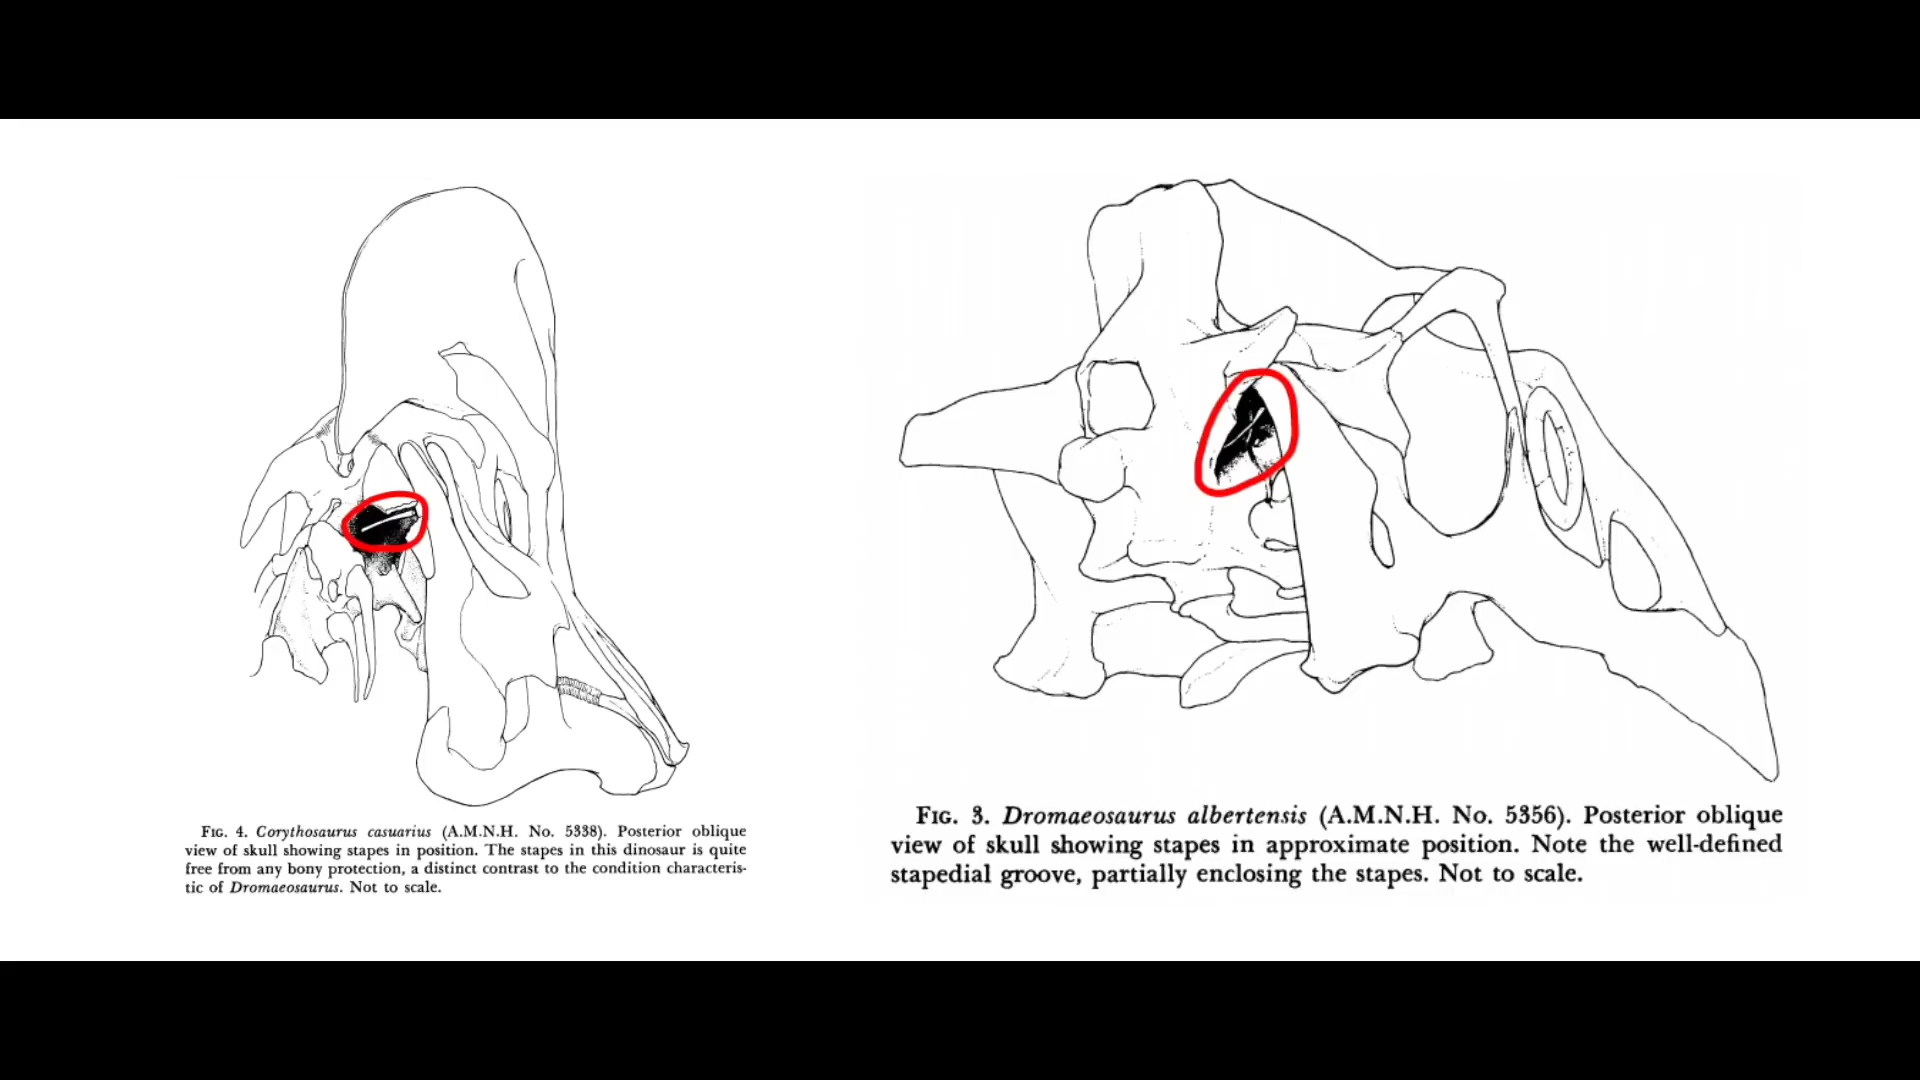 FIG. 4. Corythosaurus casuarius (A.M.N.H. No. 5338). Posterior oblique
view of skull showing stapes in position. The stapes in this dinosaur is quite
free from any bony protection, a distinct contrast to the condition characteris-
tic of Dromaeosaurus. Not to scale.
FIG. 3. Dromaeosaurus albertensis (A.M.N.H. No. 5356). Posterior oblique
view of skull showing stapes in approximate position. Note the well-defined
stapedial groove, partially enclosing the stapes. Not to scale.